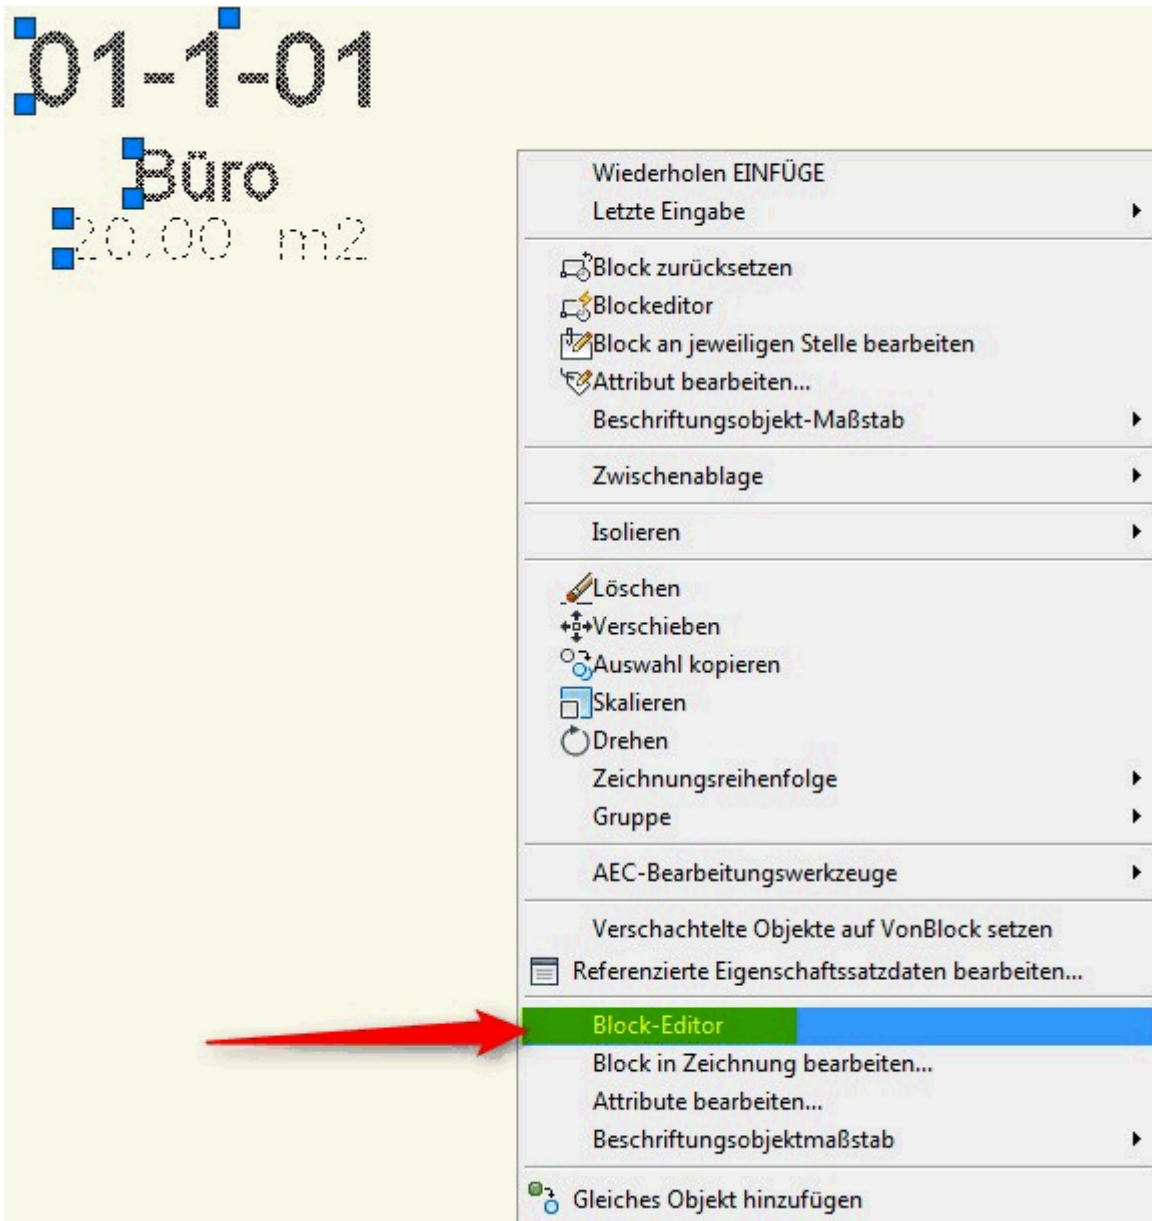 01-1-01
Büro
20.00 m2
Wiederholen EINFÜGE
Letzte Eingabe
Block zurücksetzen
Blockeditor
Block an jeweiligen Stelle bearbeiten
Attribut bearbeiten...
Beschriftungsobjekt-Maßstab
Zwischenablage
Isolieren
Löschen
Verschieben
Auswahl kopieren
Skalieren
Drehen
Zeichnungsreihenfolge
Gruppe
AEC-Bearbeitungswerkzeuge
Verschachtelte Objekte auf VonBlock setzen
Referenzierte Eigenschaftssatzdaten bearbeiten...
Block-Editor
Block in Zeichnung bearbeiten...
Attribute bearbeiten...
Beschriftungsobjektmaßstab
Gleiches Objekt hinzufügen